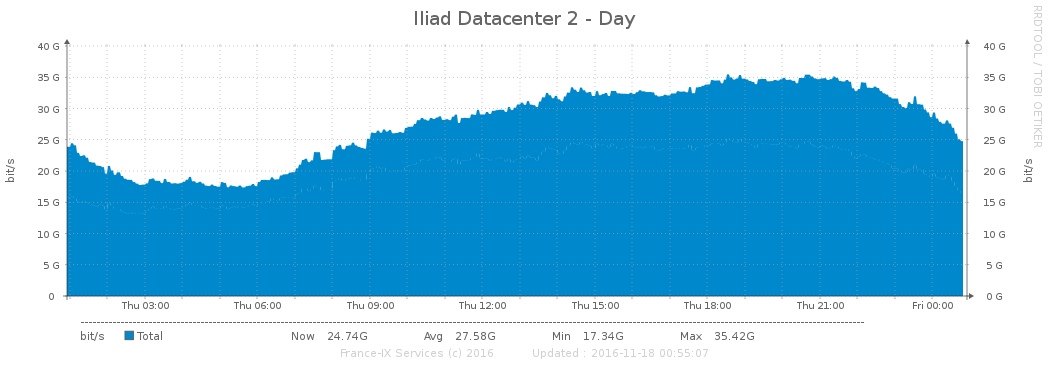 Iliad Datacenter 2 - Day
RRDTOOL / TOBI OETIKER
bit/s
40 G 40 G
35 G 35 G
30 G 30 G
25 G 25 G
20 G 20 G
15 G 15 G
10 G 10 G
5 G 5 G
0 0 G
bit/s
Thu 03:00 Thu 06:00 Thu 09:00 Thu 12:00 Thu 15:00 Thu 18:00 Thu 21:00 Fri 00:00
bit/s Total Now 24.74G Avg 27.58G Min 17.34G Max 35.42G
France-IX Services (c) 2016 Updated : 2016-11-18 00:55:07